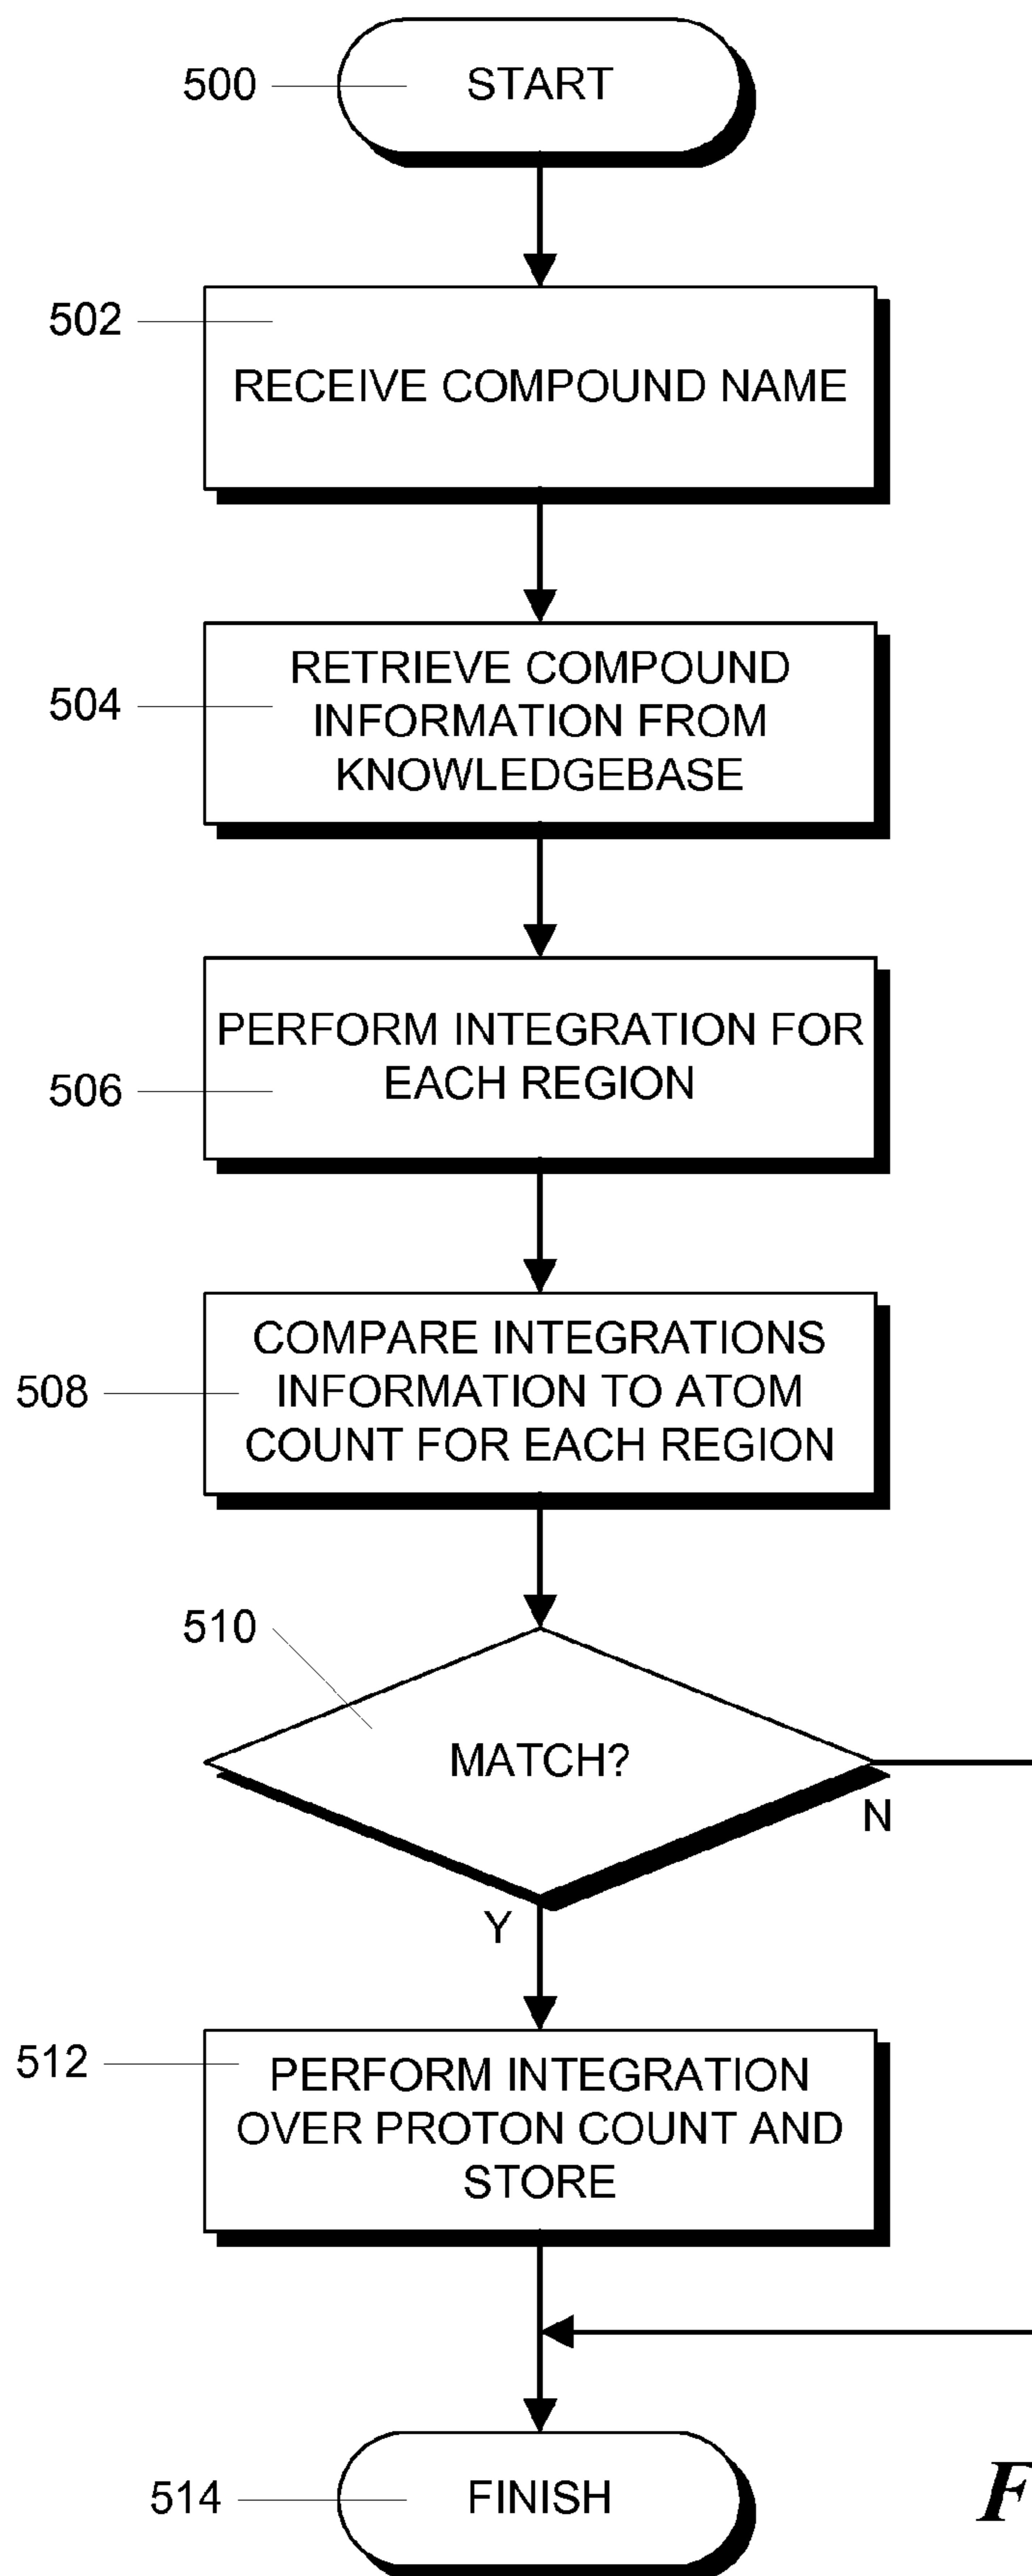 500
START
502
RECEIVE COMPOUND NAME
504
RETRIEVE COMPOUND
INFORMATION FROM
KNOWLEDGEBASE
506
PERFORM INTEGRATION FOR
EACH REGION
508
COMPARE INTEGRATIONS
INFORMATION TO ATOM
COUNT FOR EACH REGION
510
MATCH?
N
Y
512
PERFORM INTEGRATION
OVER PROTON COUNT AND
STORE
514
FINISH
F